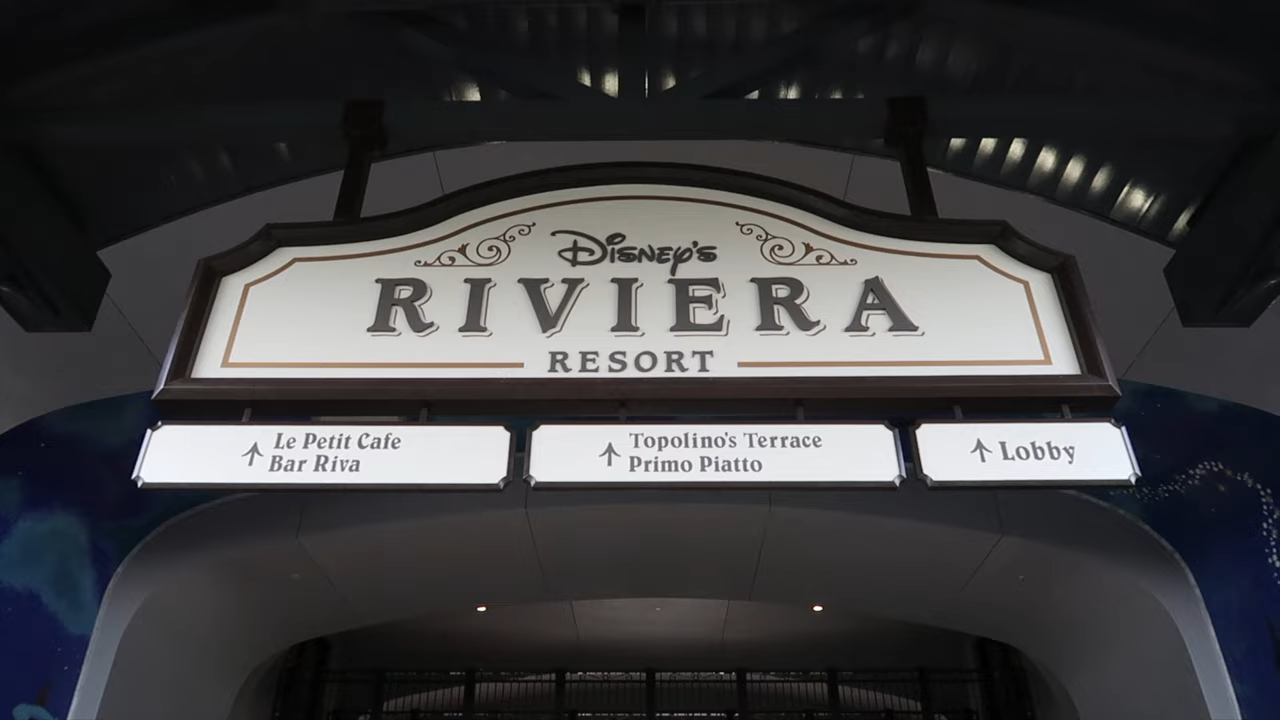 Disney's
RIVIERA
RESORT
Le Petit Cafe
Bar Riva
Topolino's Terrace
Primo Piatto
Lobby